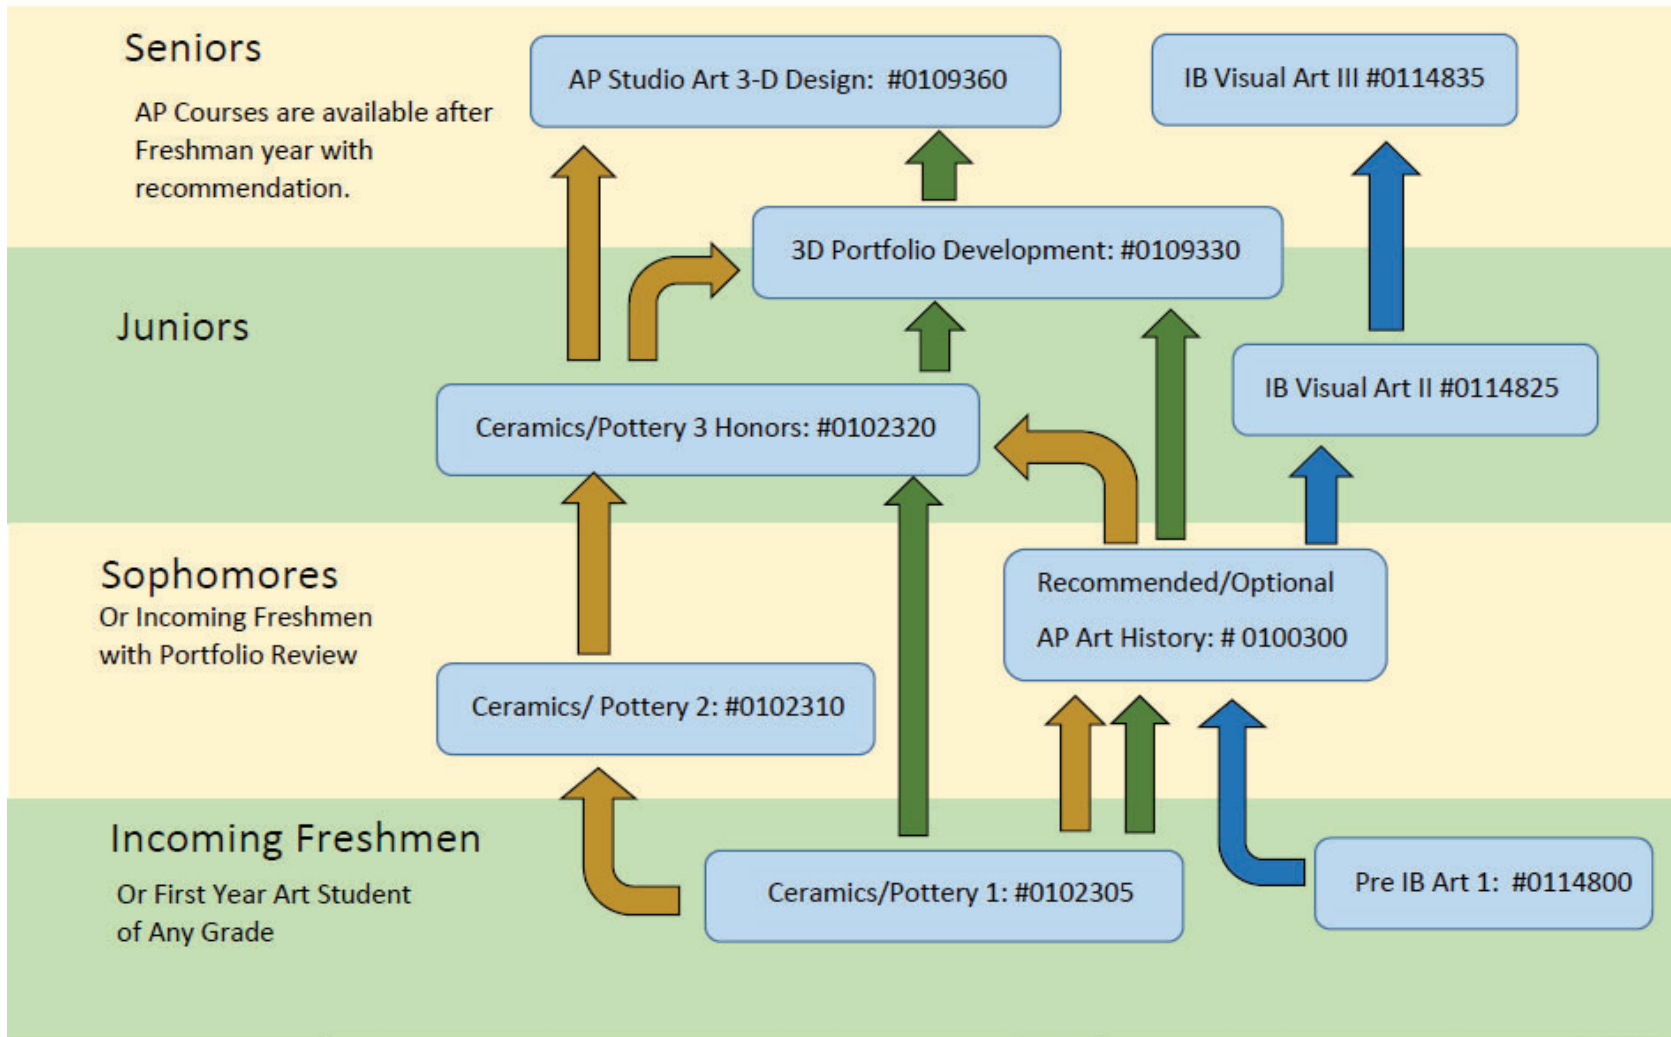 Seniors
AP Courses are available after
Freshman year with
recommendation.
AP Studio Art 3-D Design:  #0109360
IB Visual Art III #0114835
3D Portfolio Development: #0109330
Juniors
IB Visual Art II #0114825
Ceramics/Pottery 3 Honors: #0102320
Sophomores
Or Incoming Freshmen
with Portfolio Review
Recommended/Optional
AP Art History: # 0100300
Ceramics/ Pottery 2: #0102310
Incoming Freshmen
Or First Year Art Student
of Any Grade
Ceramics/Pottery 1: #0102305
Pre IB Art 1:  #0114800